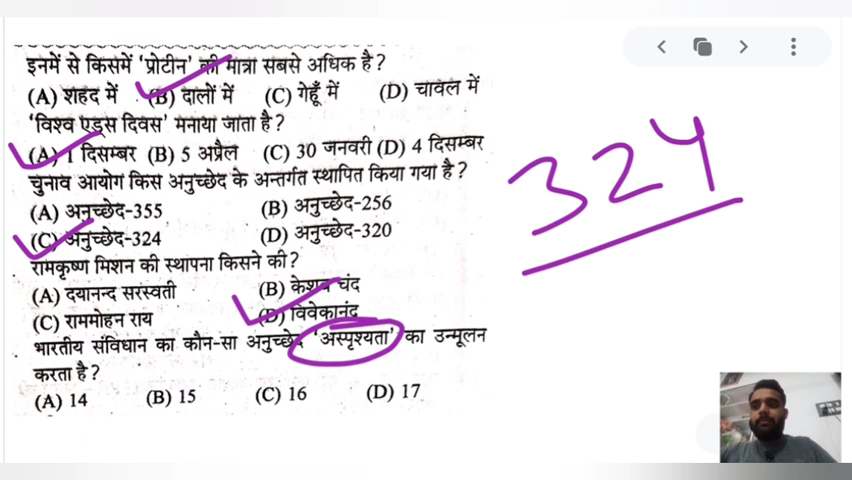 इनमें से किसमें 'प्रोटीन' की मात्रा सबसे अधिक है?
(A) शहद में (B) दालों में (C) गेहूँ में (D) चावल में
'विश्व एड्स दिवस' मनाया जाता है?
(A) 1 दिसम्बर (B) 5 अप्रैल (C) 30 जनवरी (D) 4 दिसम्बर
चुनाव आयोग किस अनुच्छेद के अन्तर्गत स्थापित किया गया है?
(A) अनुच्छेद-355 (B) अनुच्छेद-256
(C) अनुच्छेद-324 (D) अनुच्छेद-320
324
रामकृष्ण मिशन की स्थापना किसने की?
(A) दयानन्द सरस्वती (B) केशव चंद
(C) राममोहन राय (D) विवेकानंद
भारतीय संविधान का कौन-सा अनुच्छेद 'अस्पृश्यता' का उन्मूलन
करता है?
(A) 14 (B) 15 (C) 16 (D) 17